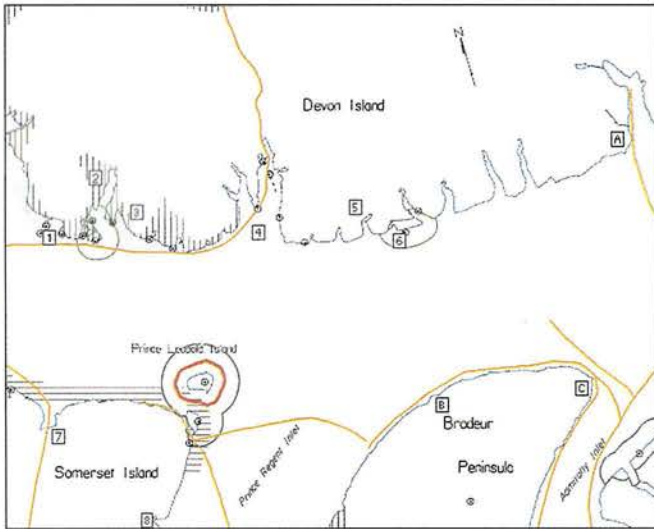 N
Devon Island
A
2
3
5
1
4
6
Prince Leopold Island
B
C
7
Brodeur
Peninsula
Somerset Island
Prince Regent Inlet
Admiralty Inlet
8